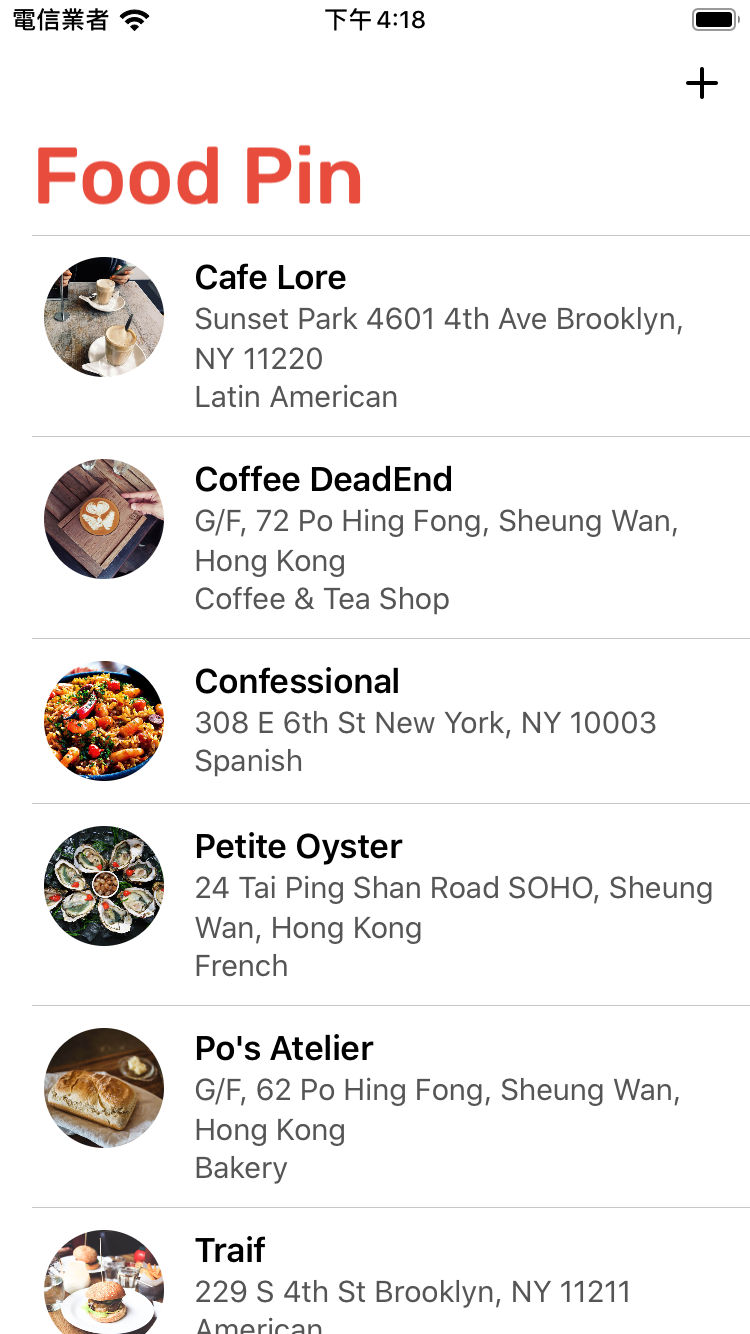 電信業者
下午4:18
Food Pin
Cafe Lore
Sunset Park 4601 4th Ave Brooklyn,
NY 11220
Latin American
Coffee DeadEnd
G/F, 72 Po Hing Fong, Sheung Wan,
Hong Kong
Coffee & Tea Shop
Confessional
308 E 6th St New York, NY 10003
Spanish
Petite Oyster
24 Tai Ping Shan Road SOHO, Sheung
Wan, Hong Kong
French
Po's Atelier
G/F, 62 Po Hing Fong, Sheung Wan,
Hong Kong
Bakery
Traif
229 S 4th St Brooklyn, NY 11211
American